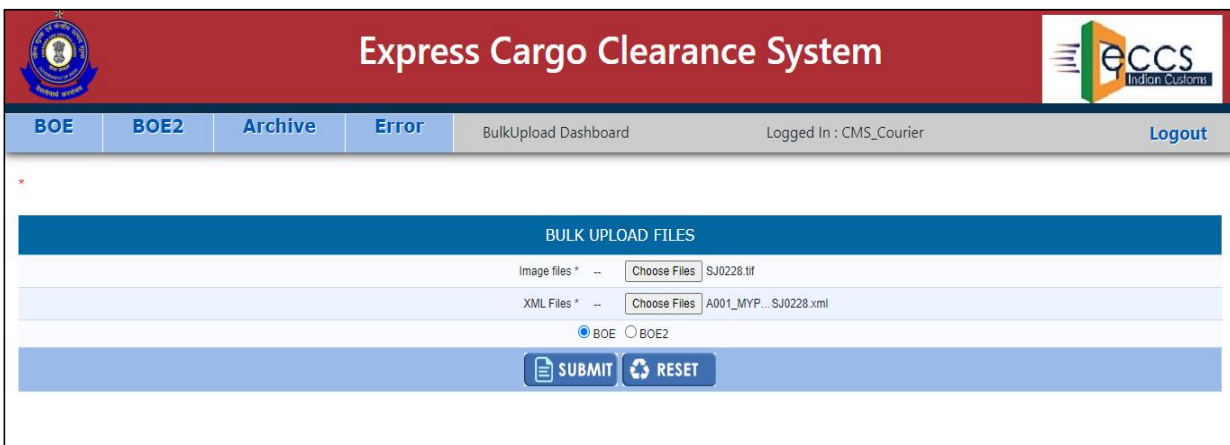 Express Cargo Clearance System
eccs
Indian Customs
BOE BOE2 Archive Error BulkUpload Dashboard Logged In : CMS_Courier Logout
*
BULK UPLOAD FILES
Image files * -- Choose Files SJ0228.tif
XML Files * -- Choose Files A001_MYP...SJ0228.xml
BOE BOE2
SUBMIT RESET